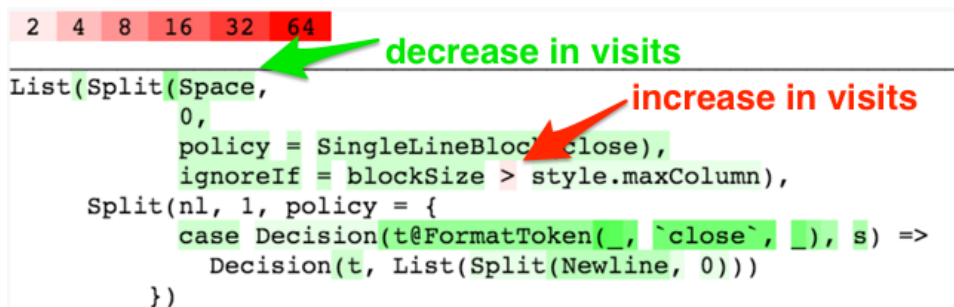 2 4 8 16 32 64
decrease in visits
List(Split(Space,
increase in visits
0,
policy = SingleLineBlock(close),
ignoreIf = blockSize > style.maxColumn),
Split(nl, 1, policy = {
case Decision(t@FormatToken(_, `close`, _), s) =>
Decision(t, List(Split(Newline, 0)))
})